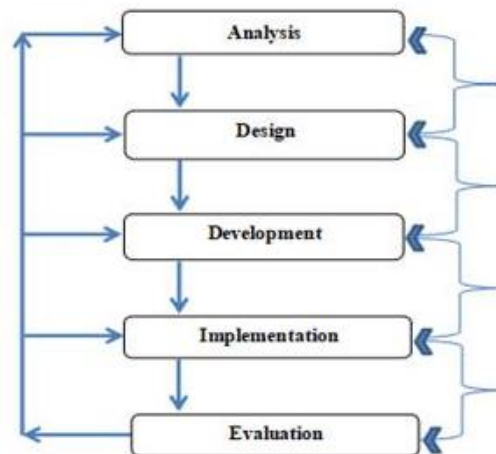 Analysis
Design
Development
Implementation
Evaluation